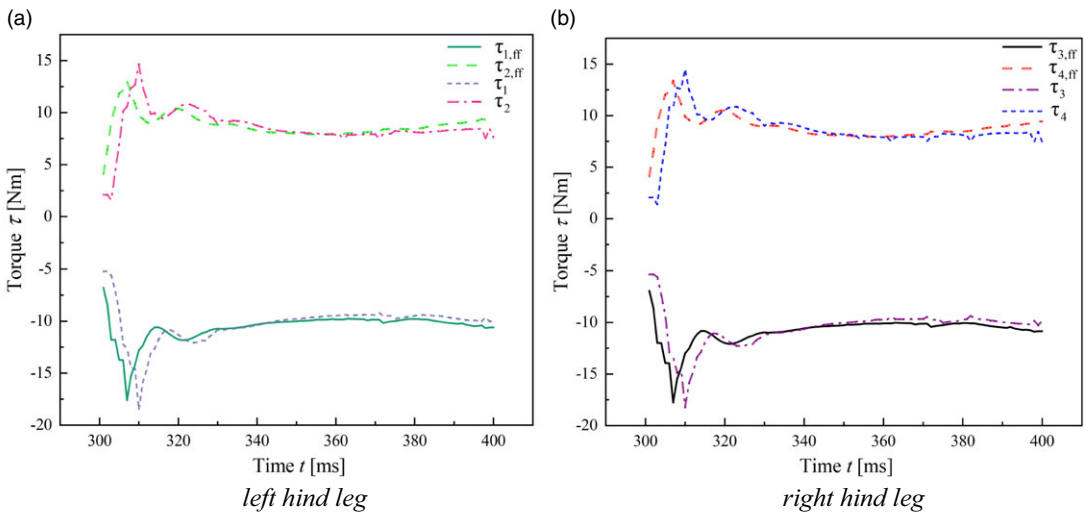 (a)
τ1,ff
τ2,ff
τ1
τ2
15
10
5
0
-5
-10
-15
-20
Torque τ [Nm]
300 320 340 360 380 400
Time t [ms]
left hind leg
(b)
τ3,ff
τ4,ff
τ3
τ4
15
10
5
0
-5
-10
-15
-20
Torque τ [Nm]
300 320 340 360 380 400
Time t [ms]
right hind leg